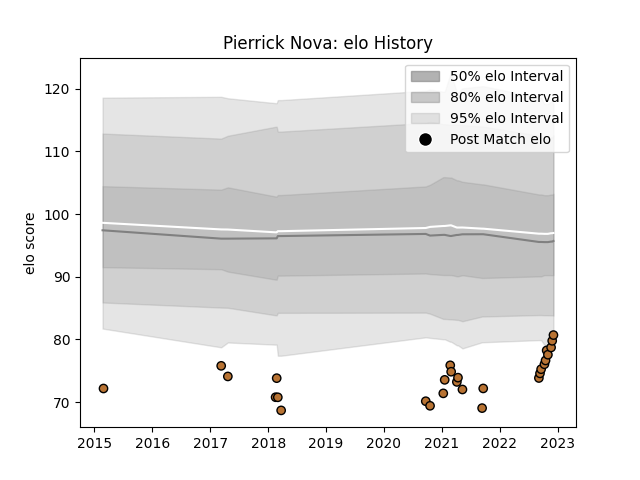 Pierrick Nova: elo History
50% elo Interval
80% elo Interval
95% elo Interval
Post Match elo
elo score
120
110
100
90
80
70
2015 2016 2017 2018 2019 2020 2021 2022 2023